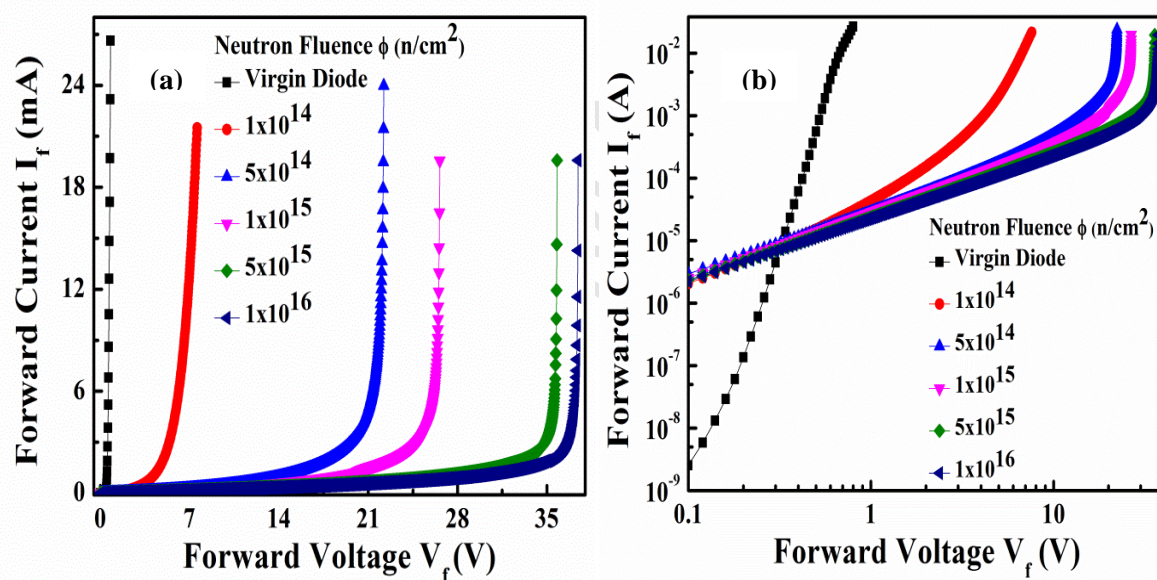 (a)
Neutron Fluence ϕ (n/cm²)
Virgin Diode
1x10¹⁴
5x10¹⁴
1x10¹⁵
5x10¹⁵
1x10¹⁶
Forward Current I_f (mA)
24
18
12
6
0
0 7 14 21 28 35
Forward Voltage V_f (V)
(b)
Forward Current I_f (A)
10⁻²
10⁻³
10⁻⁴
10⁻⁵
10⁻⁶
10⁻⁷
10⁻⁸
10⁻⁹
Neutron Fluence ϕ (n/cm²)
Virgin Diode
1x10¹⁴
5x10¹⁴
1x10¹⁵
5x10¹⁵
1x10¹⁶
0.1 1 10
Forward Voltage V_f (V)